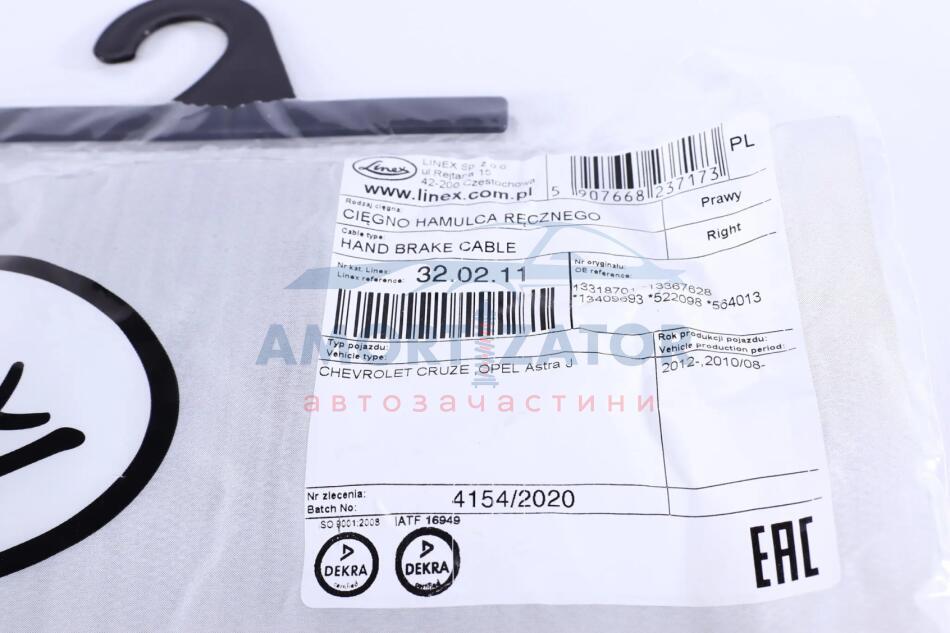 Linex
LINEX Sp. z o.o
ul Rejtana 15
42-200 Częstochowa
www.linex.com.pl
5 907668 237173
PL
Rodzaj cięgna:
CIĘGNO HAMULCA RĘCZNEGO
Cable type:
HAND BRAKE CABLE
Prawy
Right
Nr kat. Linex:
Linex reference:
32.02.11
Nr oryginału:
OE reference:
13318701 *13367628
*13409693 *522098 *564013
AMORTIZATOR
автозачастини
Typ pojazdu:
Vehicle type:
CHEVROLET CRUZE ,OPEL Astra J
Rok produkcji pojazdu:
Vehicle production period:
2012-,2010/08-
Nr zlecenia:
Batch No:
4154/2020
ISO 9001:2008
IATF 16949
DEKRA
certified
DEKRA
certified
EAC